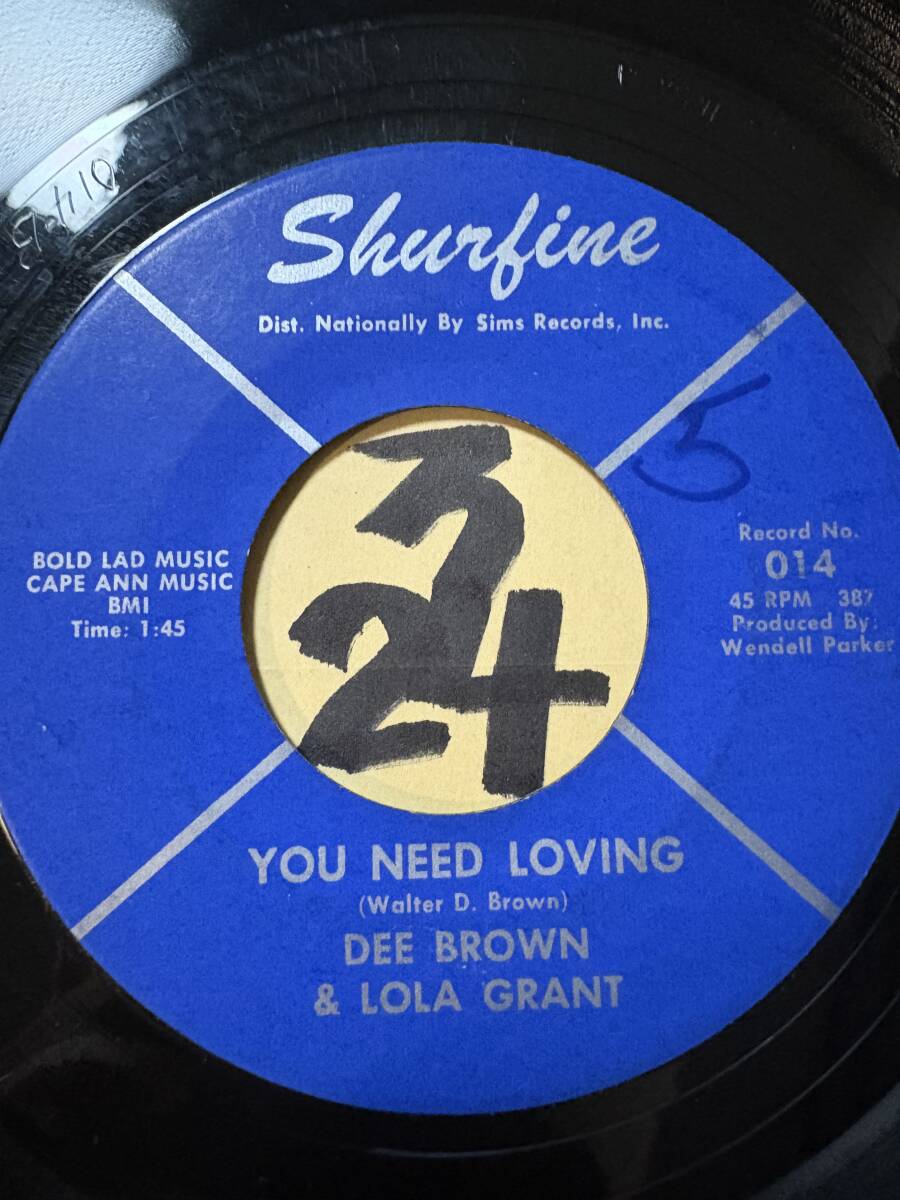 Shurfine
Dist. Nationally By Sims Records, Inc.
5
3
24
BOLD LAD MUSIC
CAPE ANN MUSIC
BMI
Time: 1:45
Record No.
014
45 RPM 387
Produced By:
Wendell Parker
YOU NEED LOVING
(Walter D. Brown)
DEE BROWN
& LOLA GRANT